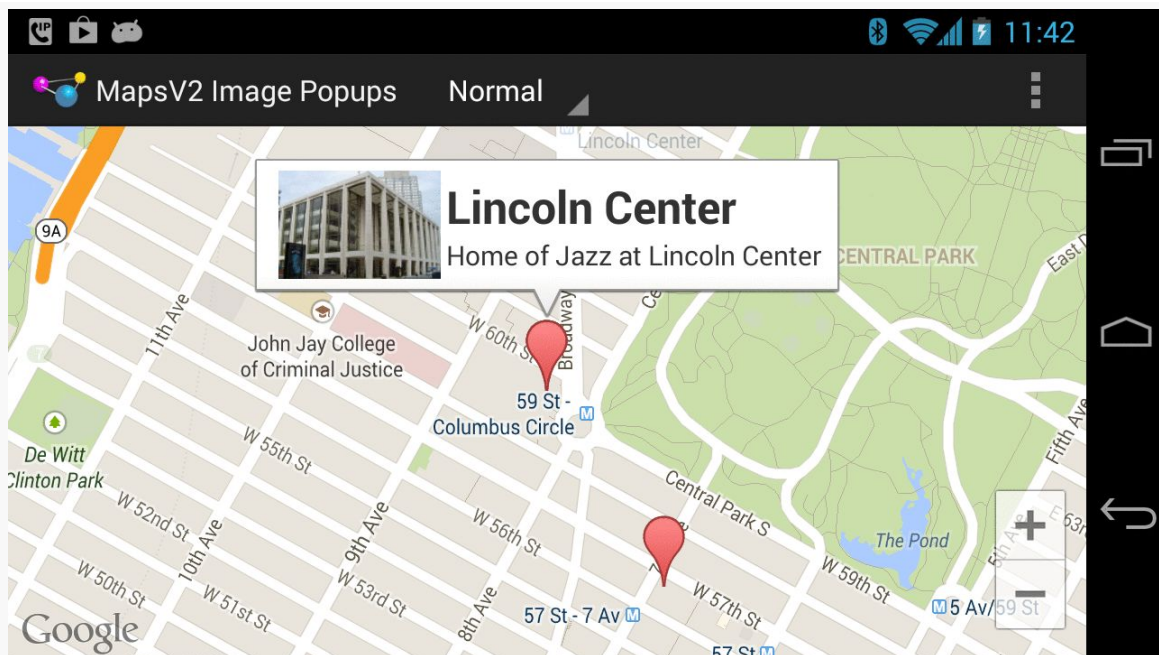 11:42
MapsV2 Image Popups
Normal
Lincoln Center
Lincoln Center
Home of Jazz at Lincoln Center
9A
CENTRAL PARK
11th Ave
W 60th St
Broadway
John Jay College
of Criminal Justice
59 St -
Columbus Circle
M
De Witt
Clinton Park
W 55th St
Fifth Ave
Central Park S
W 52nd St
10th Ave
9th Ave
W 56th St
The Pond
W 50th St
W 51st St
W 53rd St
8th Ave
57 St - 7 Av M
W 57th St
W 59th St
M 5 Av/59 St
+
−
57 St M
Google